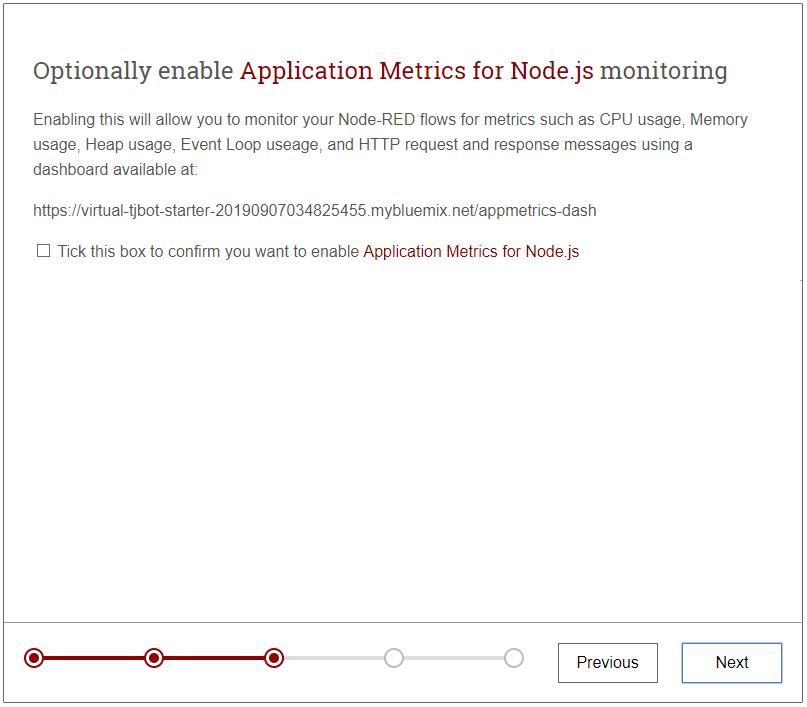 Optionally enable Application Metrics for Node.js monitoring
Enabling this will allow you to monitor your Node-RED flows for metrics such as CPU usage, Memory
usage, Heap usage, Event Loop useage, and HTTP request and response messages using a
dashboard available at:
https://virtual-tjbot-starter-20190907034825455.mybluemix.net/appmetrics-dash
Tick this box to confirm you want to enable Application Metrics for Node.js
Previous Next